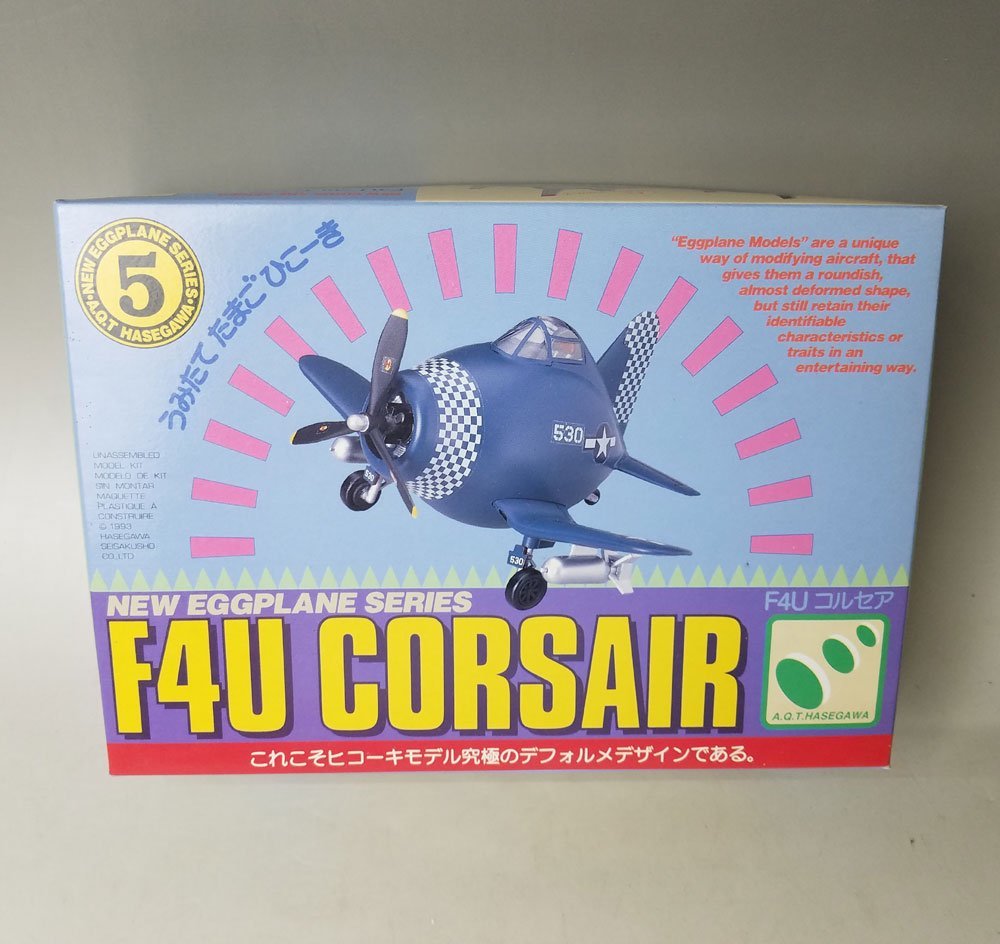 NEW EGGPLANE SERIES
5
A.Q.T HASEGAWA
うみたて たまご ひこーき
"Eggplane Models" are a unique
way of modifying aircraft, that
gives them a roundish,
almost deformed shape,
but still retain their
identifiable
characteristics or
traits in an
entertaining way.
UNASSEMBLED
MODEL KIT
MODELO DE KIT
SIN MONTAR
MAQUETTE
PLASTIQUE À
CONSTRUIRE
© 1993
HASEGAWA
SEISAKUSHO
CO.,LTD
530
530
NEW EGGPLANE SERIES
F4U コルセア
F4U CORSAIR
A.Q.T.HASEGAWA
これこそヒコーキモデル究極のデフォルメデザインである。